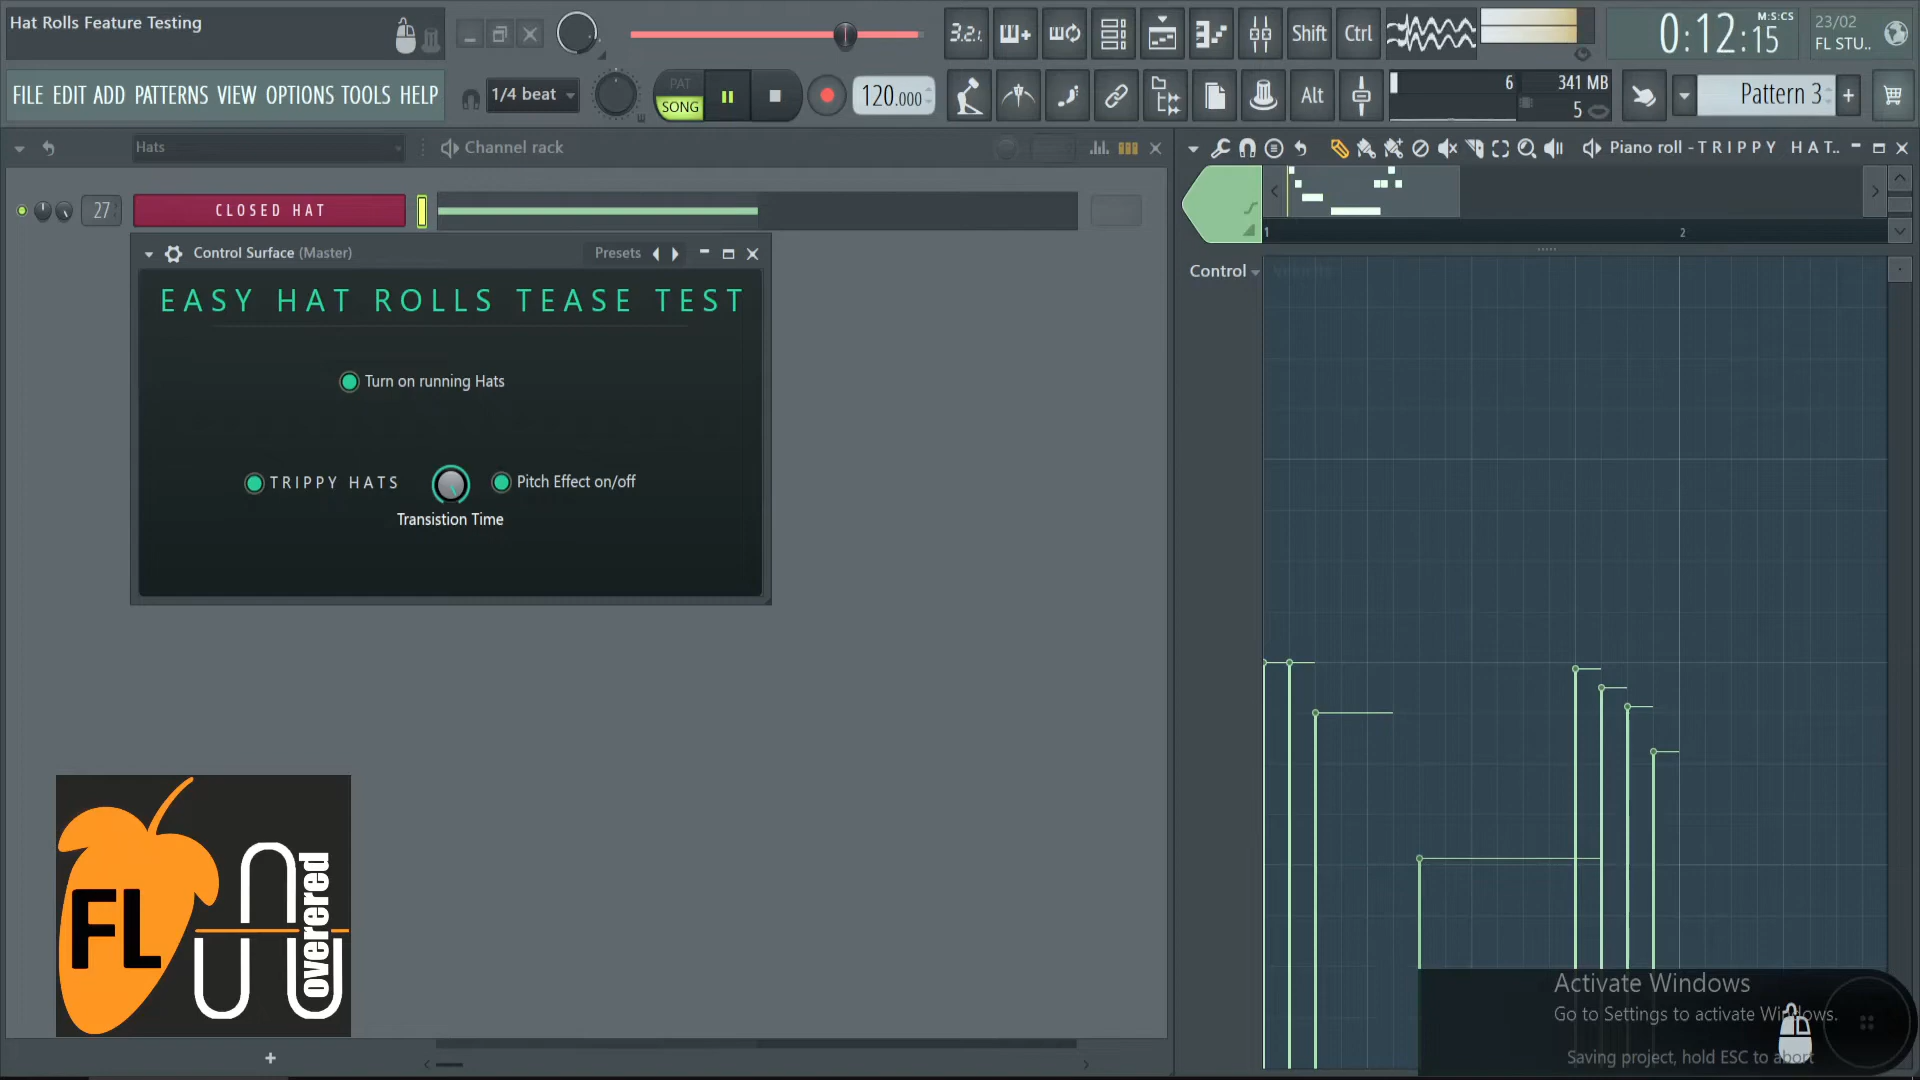 Hat Rolls Feature Testing
FILE EDIT ADD PATTERNS VIEW OPTIONS TOOLS HELP
1/4 beat
PAT
SONG
120.000
3.2.
Shift
Ctrl
Alt
0:12:15
M:S:CS
23/02
FL STU..
6
341 MB
5
Pattern 3
Hats
Channel rack
27
CLOSED HAT
Control Surface (Master)
Presets
EASY HAT ROLLS TEASE TEST
Turn on running Hats
TRIPPY HATS
Pitch Effect on/off
Transistion Time
Piano roll - TRIPPY HAT..
1
2
Control
FL
overered
Activate Windows
Go to Settings to activate Windows.
Saving project, hold ESC to abort